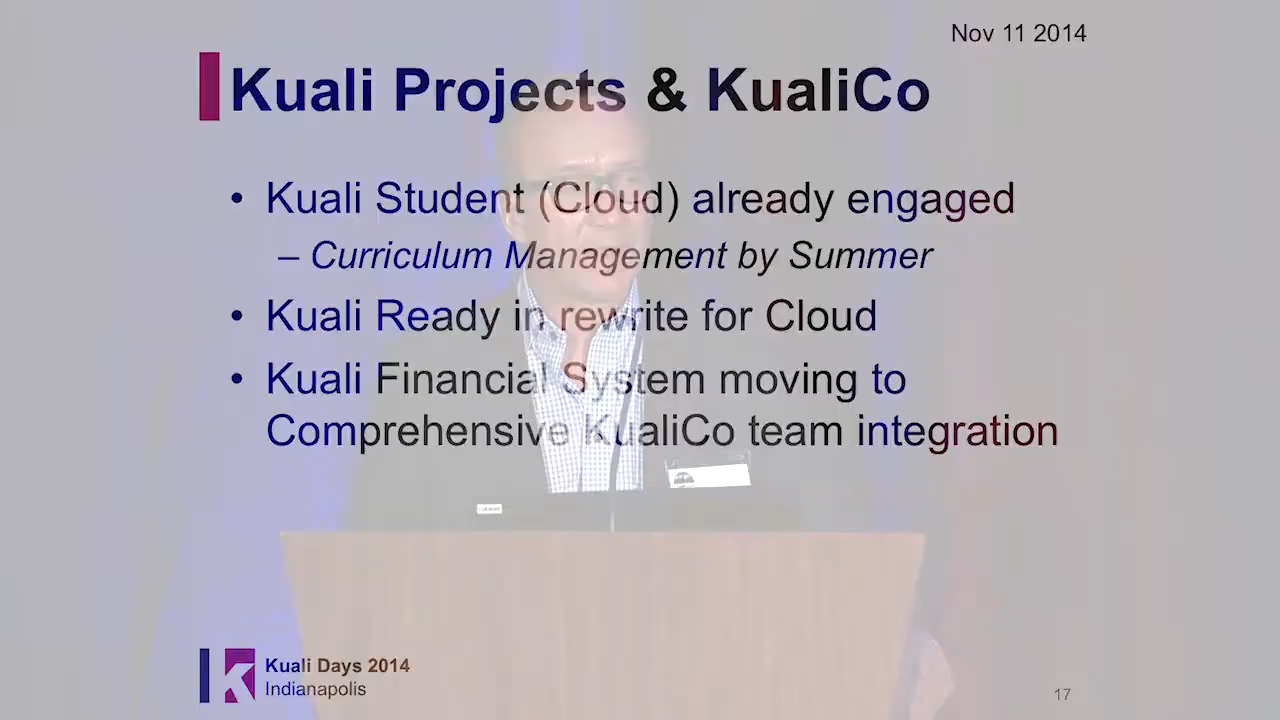 Nov 11 2014
Kuali Projects & KualiCo
• Kuali Student (Cloud) already engaged
– Curriculum Management by Summer
• Kuali Ready in rewrite for Cloud
• Kuali Financial System moving to
Comprehensive KualiCo team integration
K
Kuali Days 2014
Indianapolis
17